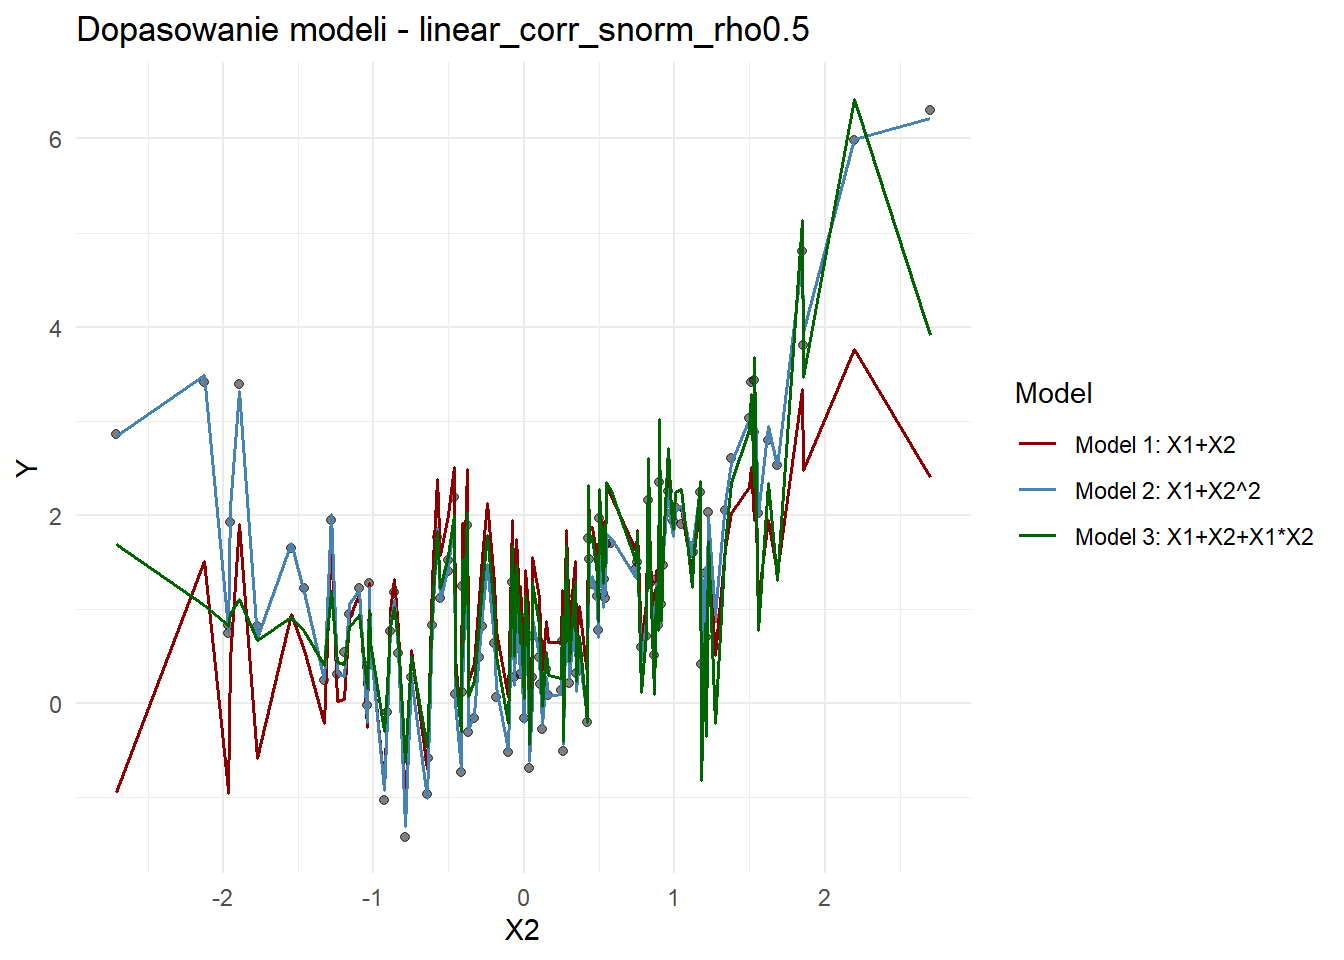 Dopasowanie modeli - linear_corr_snorm_rho0.5
6
4
2
0
Y
-2
-1
0
1
2
X2
Model
Model 1: X1+X2
Model 2: X1+X2^2
Model 3: X1+X2+X1*X2